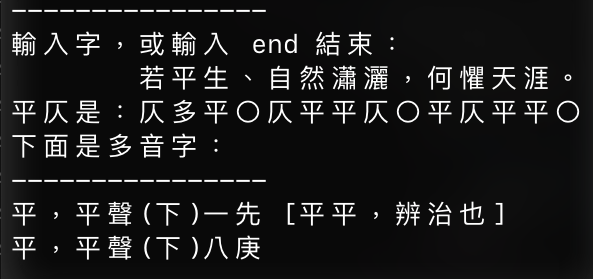 ————————————————
輸入字，或輸入 end 結束：
若平生、自然瀟灑，何懼天涯。
平仄是：仄多平〇仄平平仄〇平仄平平〇
下面是多音字：
————————————————
平，平聲(下)一先 [平平，辨治也]
平，平聲(下)八庚